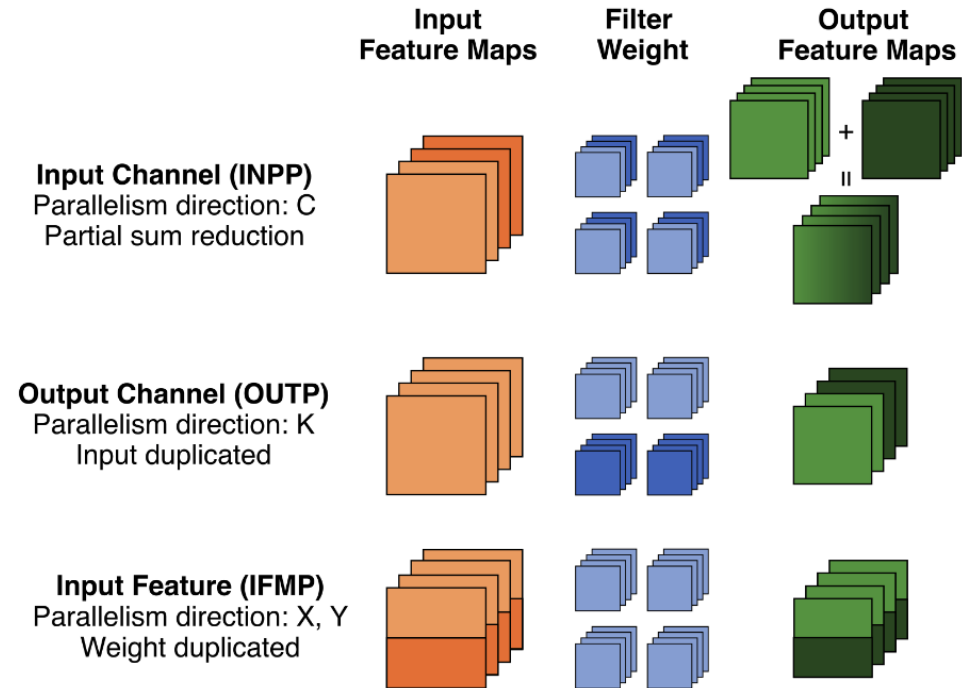 Input
Feature Maps
Filter
Weight
Output
Feature Maps
+
=
Input Channel (INPP)
Parallelism direction: C
Partial sum reduction
Output Channel (OUTP)
Parallelism direction: K
Input duplicated
Input Feature (IFMP)
Parallelism direction: X, Y
Weight duplicated